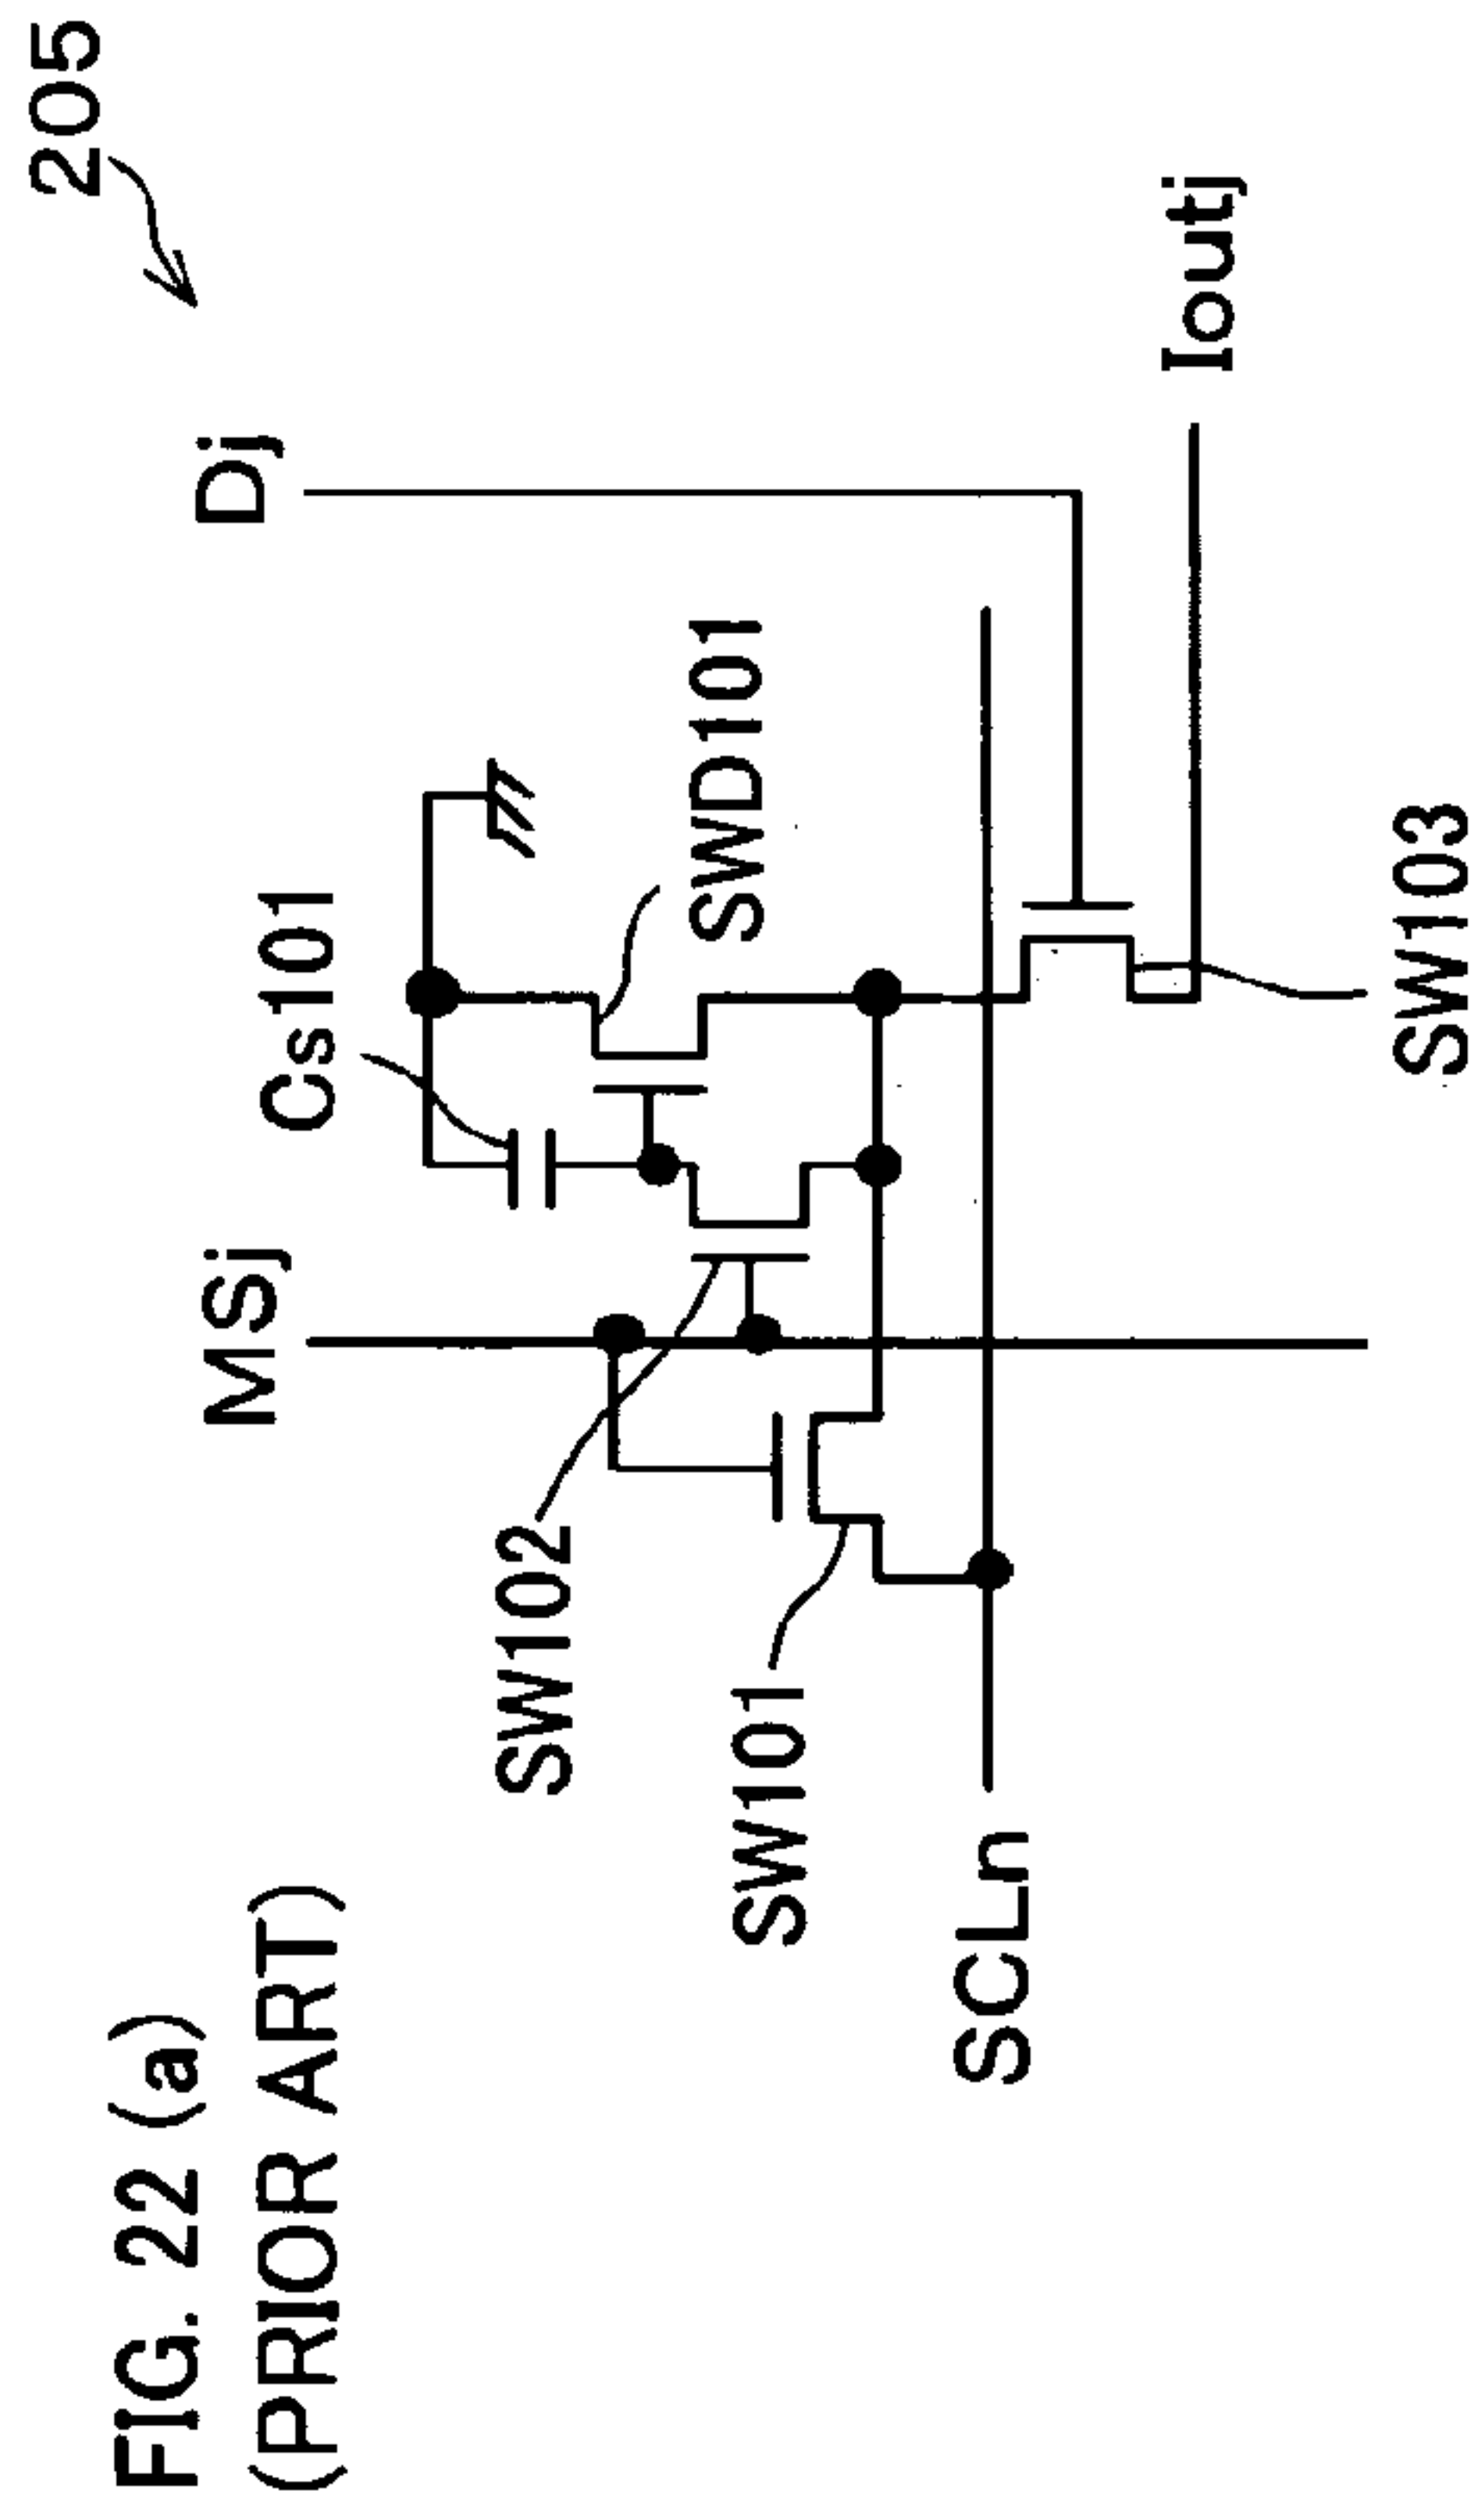 FIG. 22 (a)
(PRIOR ART)
205
MSj
Dj
Cs101
SW102
SWD101
SW101
SCLn
Ioutj
SW103